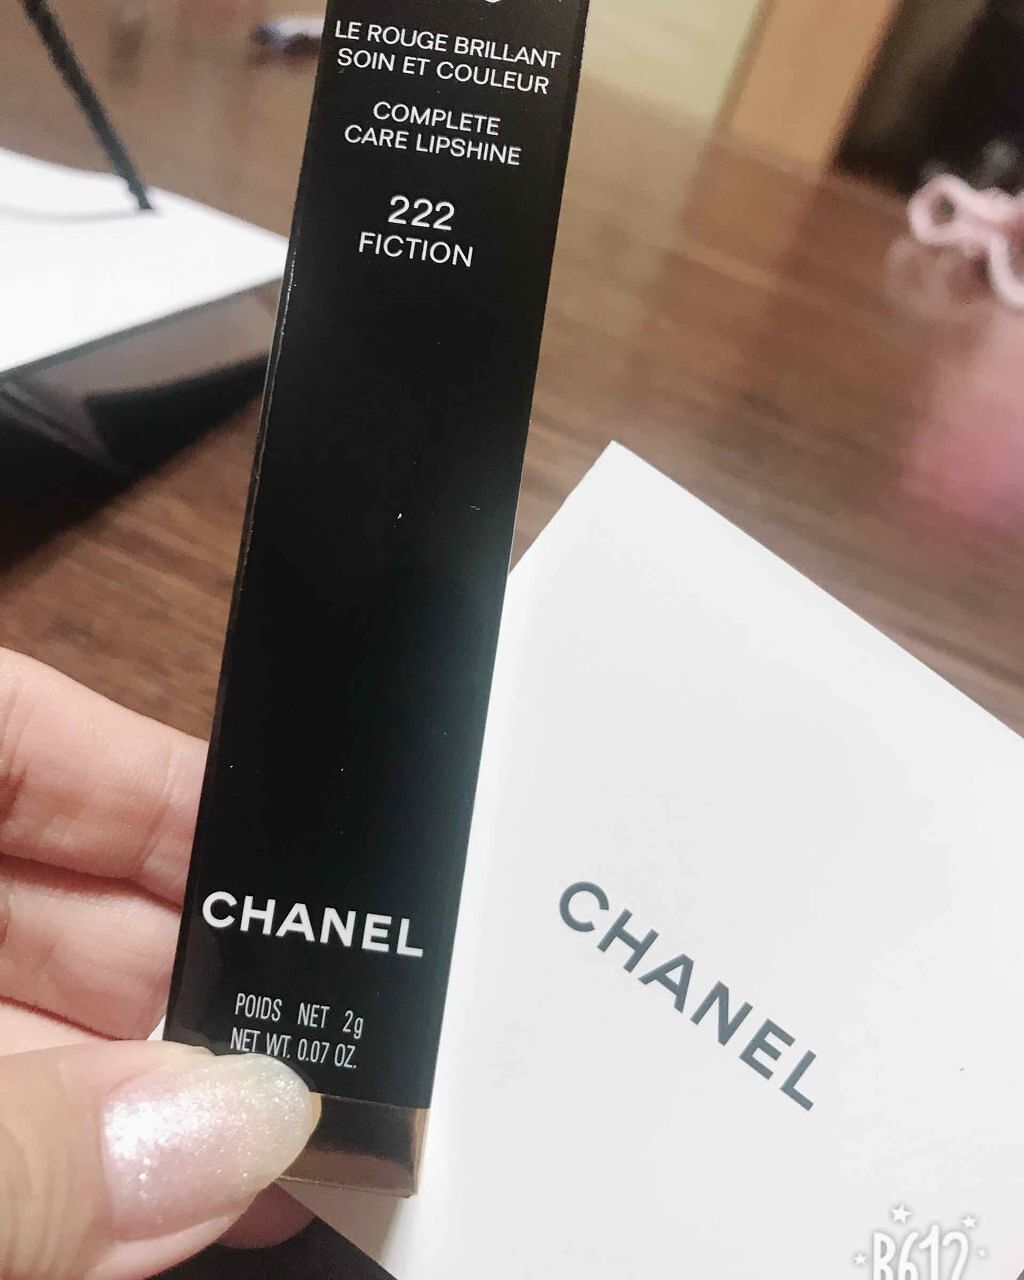 LE ROUGE BRILLANT
SOIN ET COULEUR
COMPLETE
CARE LIPSHINE
222
FICTION
CHANEL
POIDS NET 2g
NET WT. 0.07 OZ.
CHANEL
B612